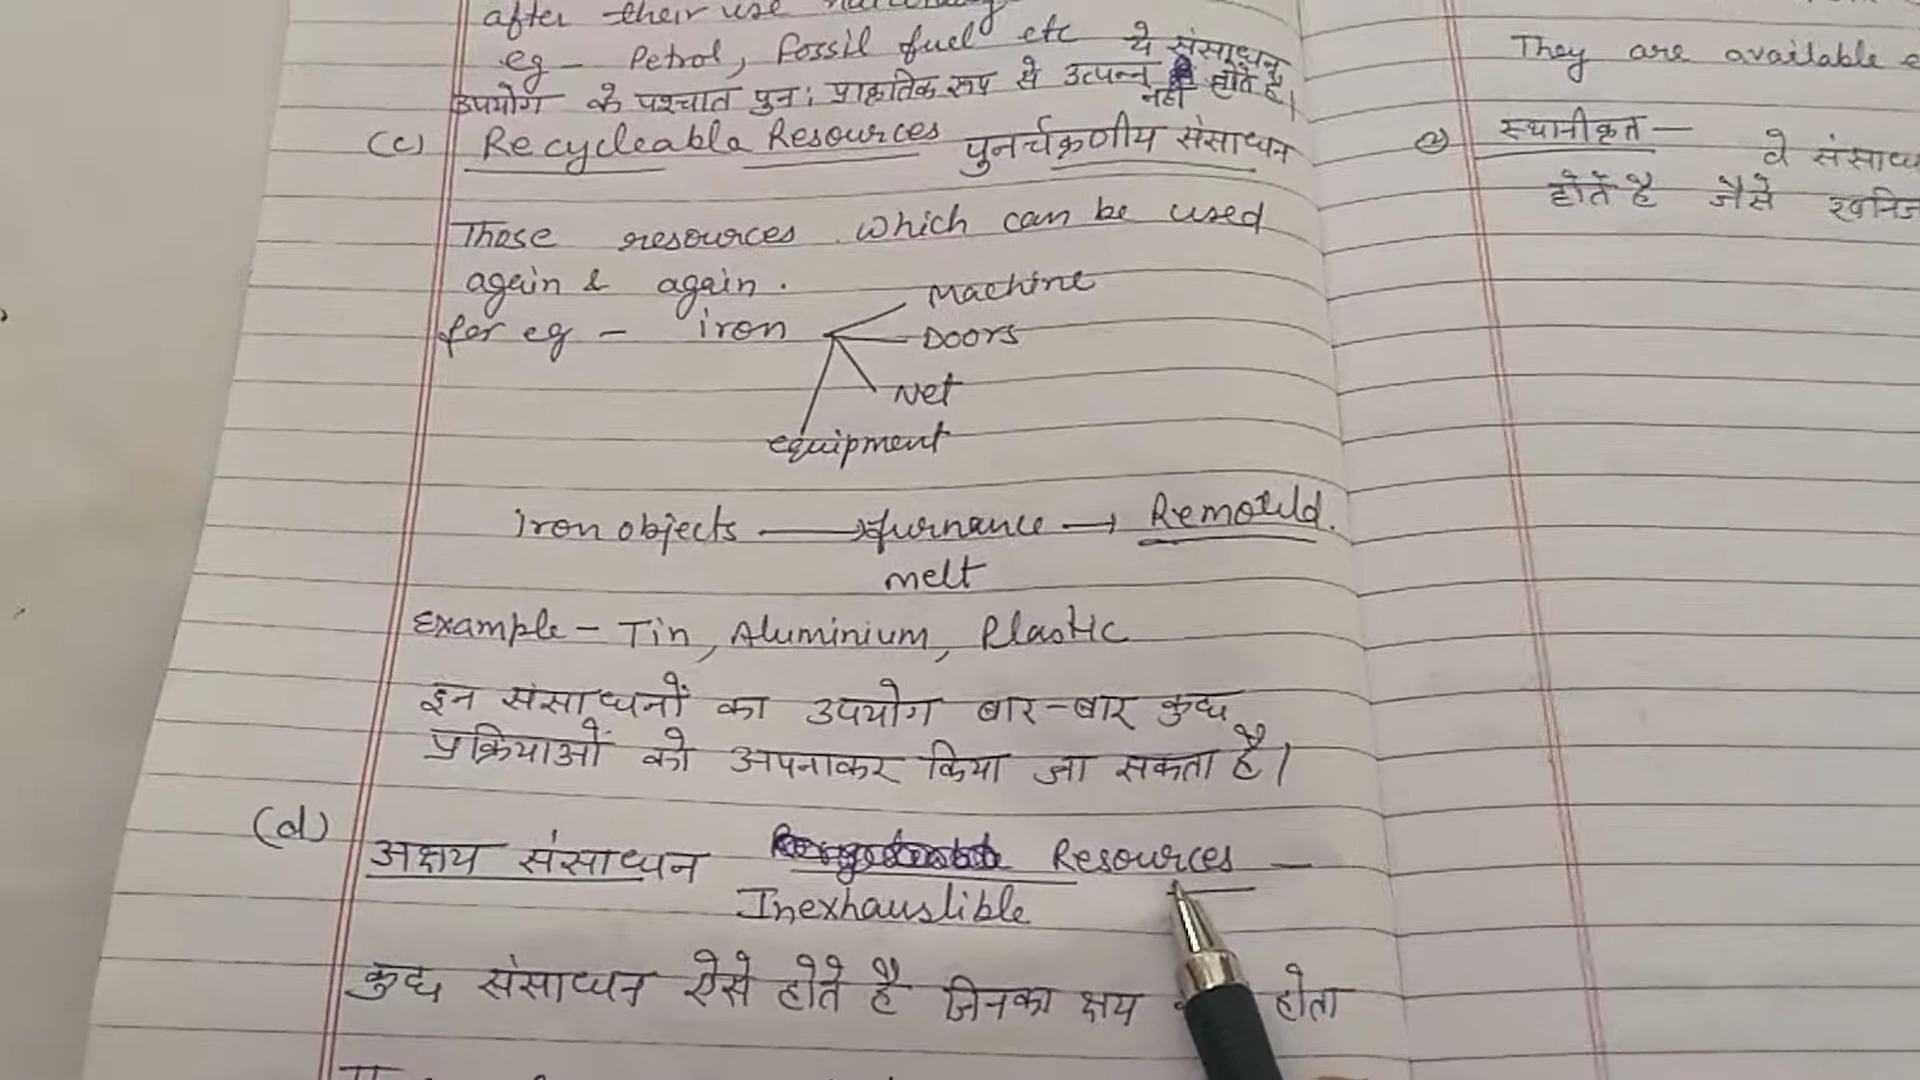 after their use
eg - Petrol, fossil fuel etc ये संसाधन
उपयोग के पश्चात पुनः प्राकृतिक रूप से उत्पन्न नहीं होते है।
(c) Recycleable Resources पुनर्चक्रणीय संसाधन
Those resources which can be used
again & again.
for eg - iron
Machine
Doors
Net
equipment
Iron objects → furnance → Remould.
melt
Example - Tin, Aluminium, Plastic
इन संसाधनों का उपयोग बार-बार कुछ
प्रक्रियाओं को अपनाकर किया जा सकता है।
(d) अक्षय संसाधन Resources -
Inexhaustible
कुछ संसाधन ऐसे होते है जिनका क्षय होता
They are available
② स्थानीकृत - वे
होते है जैसे खनिज